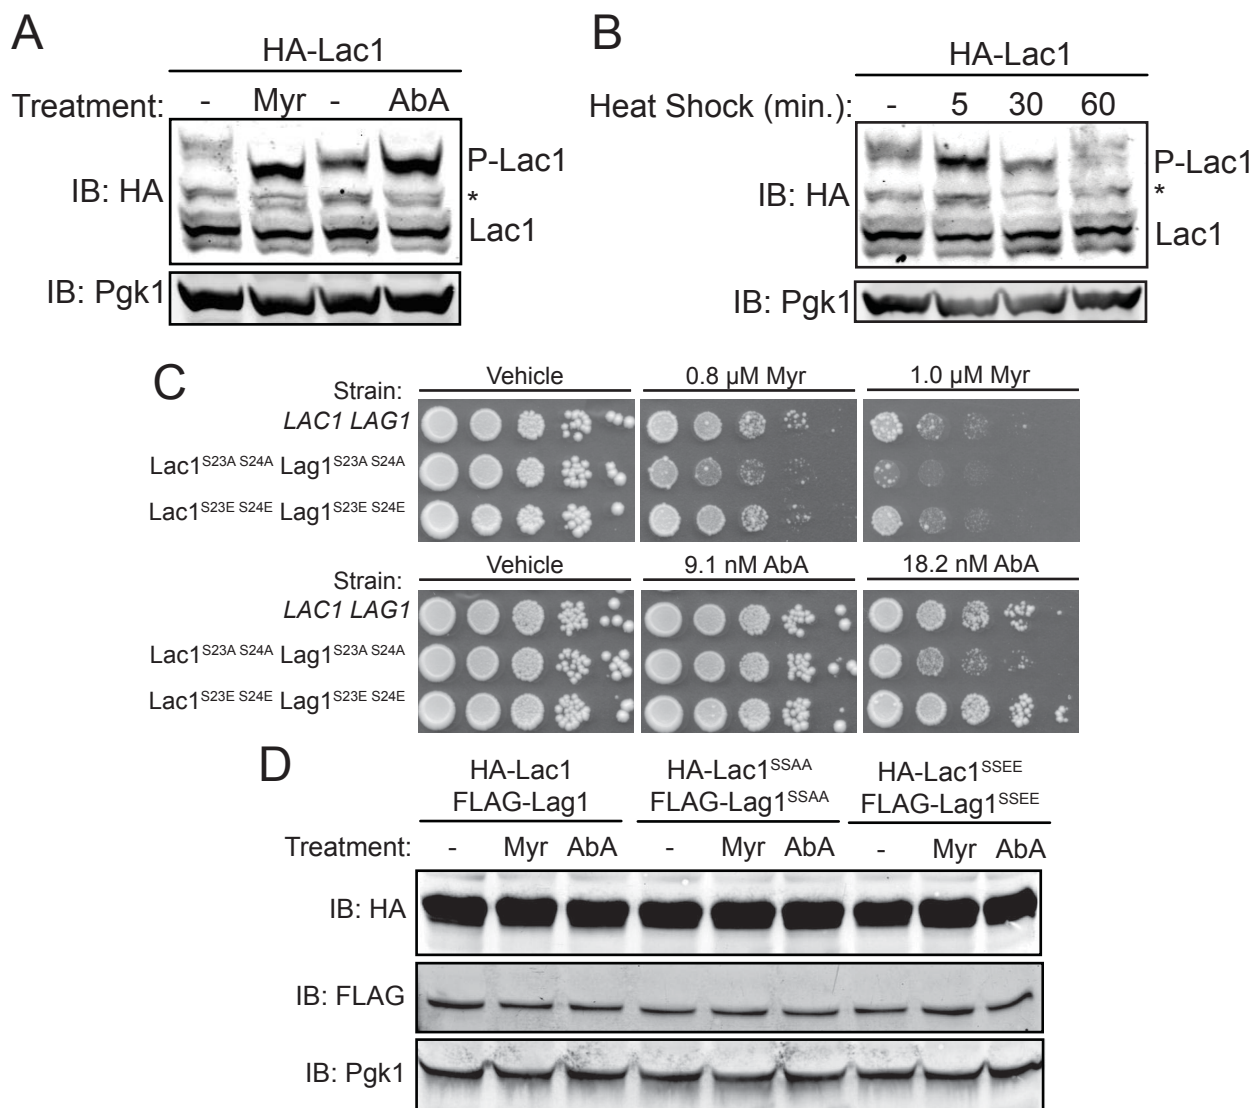 A
HA-Lac1
Treatment: - Myr - AbA
IB: HA
P-Lac1
*
Lac1
IB: Pgk1
B
HA-Lac1
Heat Shock (min.): - 5 30 60
IB: HA
P-Lac1
*
Lac1
IB: Pgk1
C
Strain: Vehicle 0.8 µM Myr 1.0 µM Myr
LAC1 LAG1
Lac1S23A S24A Lag1S23A S24A
Lac1S23E S24E Lag1S23E S24E
Strain: Vehicle 9.1 nM AbA 18.2 nM AbA
LAC1 LAG1
Lac1S23A S24A Lag1S23A S24A
Lac1S23E S24E Lag1S23E S24E
D
HA-Lac1 HA-Lac1SSAA HA-Lac1SSEE
FLAG-Lag1 FLAG-Lag1SSAA FLAG-Lag1SSEE
Treatment: - Myr AbA - Myr AbA - Myr AbA
IB: HA
IB: FLAG
IB: Pgk1